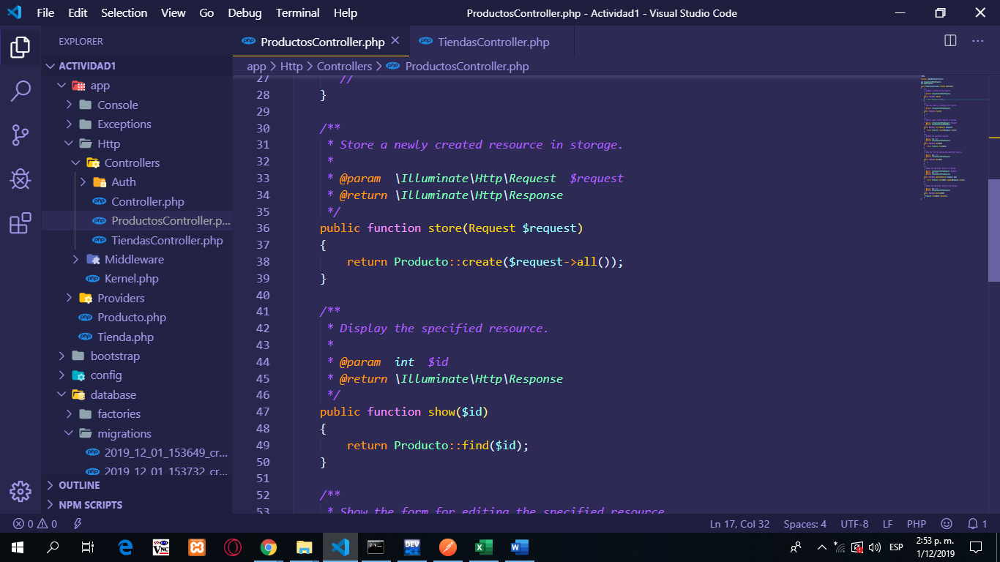 File Edit Selection View Go Debug Terminal Help ProductosController.php - Actividad1 - Visual Studio Code
EXPLORER
ACTIVIDAD1
app
Console
Exceptions
Http
Controllers
Auth
Controller.php
ProductosController.p...
TiendasController.php
Middleware
Kernel.php
Providers
Producto.php
Tienda.php
bootstrap
config
database
factories
migrations
2019_12_01_153649_cr...
2019_12_01_153732_cr...
OUTLINE
NPM SCRIPTS
ProductosController.php TiendasController.php
app > Http > Controllers > ProductosController.php
27 //
28 }
29
30 /**
31 * Store a newly created resource in storage.
32 *
33 * @param  \Illuminate\Http\Request  $request
34 * @return \Illuminate\Http\Response
35 */
36 public function store(Request $request)
37 {
38 return Producto::create($request->all());
39 }
40
41 /**
42 * Display the specified resource.
43 *
44 * @param  int  $id
45 * @return \Illuminate\Http\Response
46 */
47 public function show($id)
48 {
49 return Producto::find($id);
50 }
51
52 /**
53 * Show the form for editing the specified resource
0 0 Ln 17, Col 32 Spaces: 4 UTF-8 LF PHP 1
VNC DEV ESP 2:53 p. m.
1/12/2019